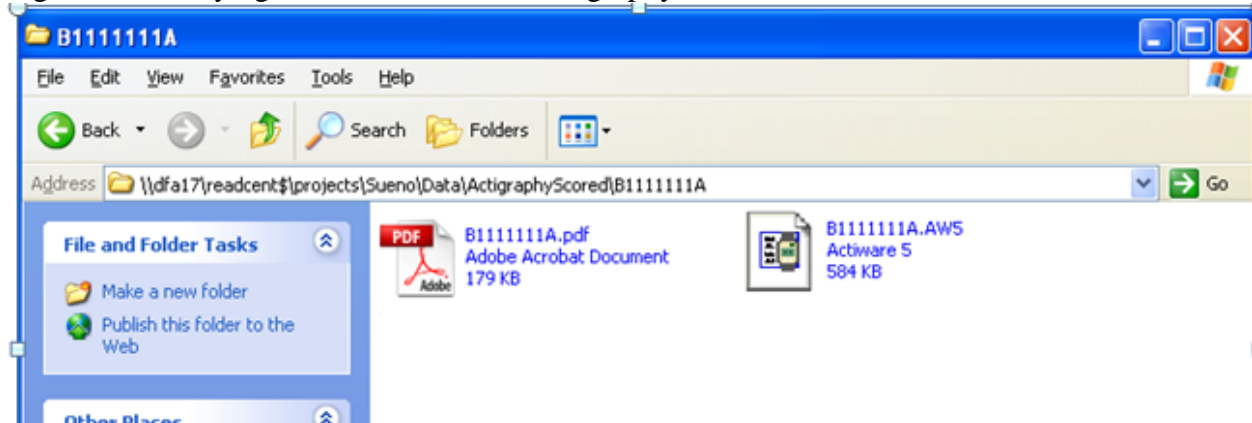 B1111111A
File Edit View Favorites Tools Help
Back Search Folders
Address \\dfa17\readcent$\projects\Sueno\Data\ActigraphyScored\B1111111A Go
File and Folder Tasks
Make a new folder
Publish this folder to the
Web
Other Places
PDF
Adobe
B1111111A.pdf
Adobe Acrobat Document
179 KB
B1111111A.AW5
Actiware 5
584 KB